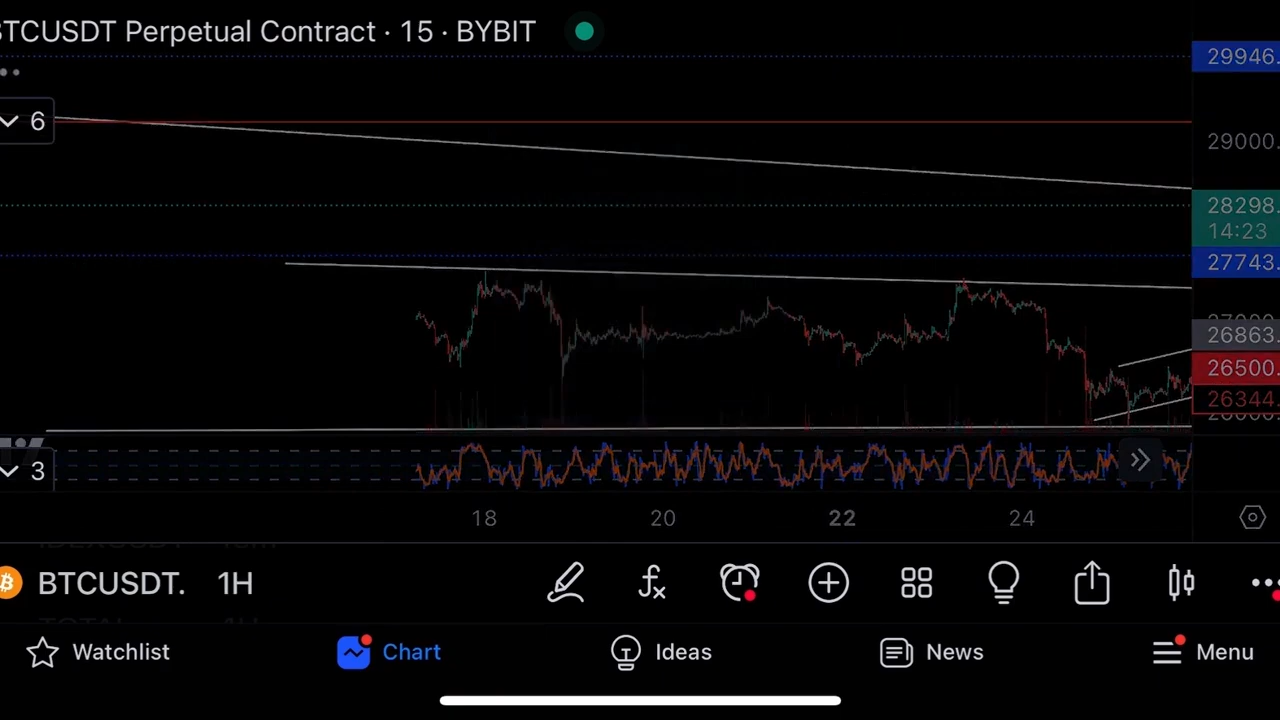 BTCUSDT Perpetual Contract · 15 · BYBIT
29946.
6
29000.
28298.
14:23
27743.
27000.
26863.
26500.
26344.
3
18 20 22 24
BTCUSDT. 1H
Watchlist Chart Ideas News Menu